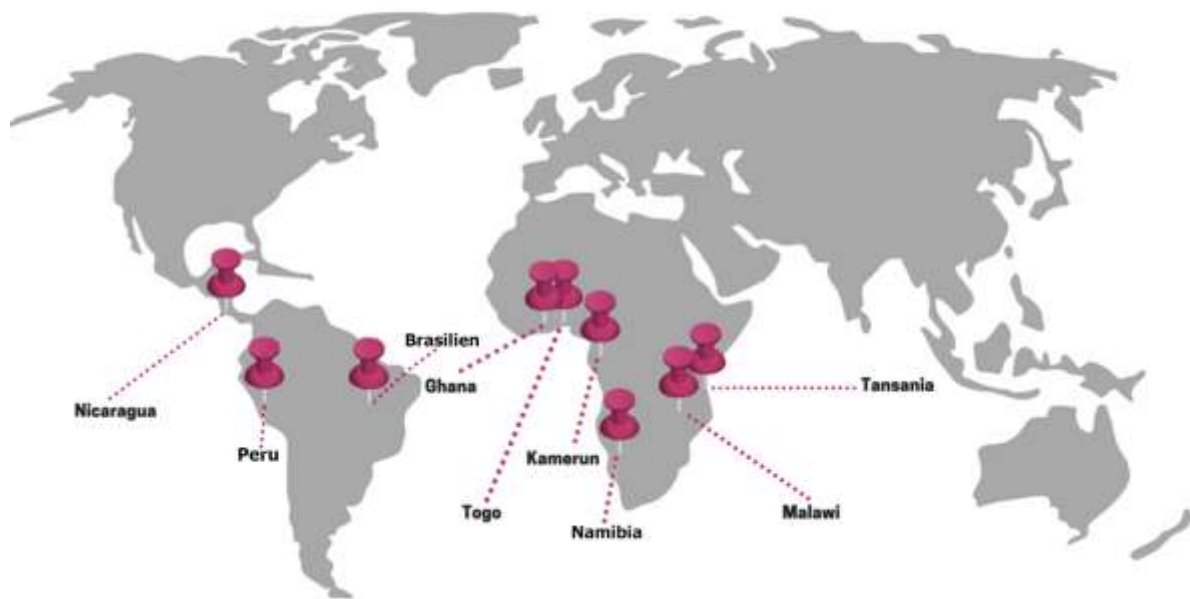 Brasilien
Ghana
Tansania
Nicaragua
Peru
Kamerun
Togo
Malawi
Namibia